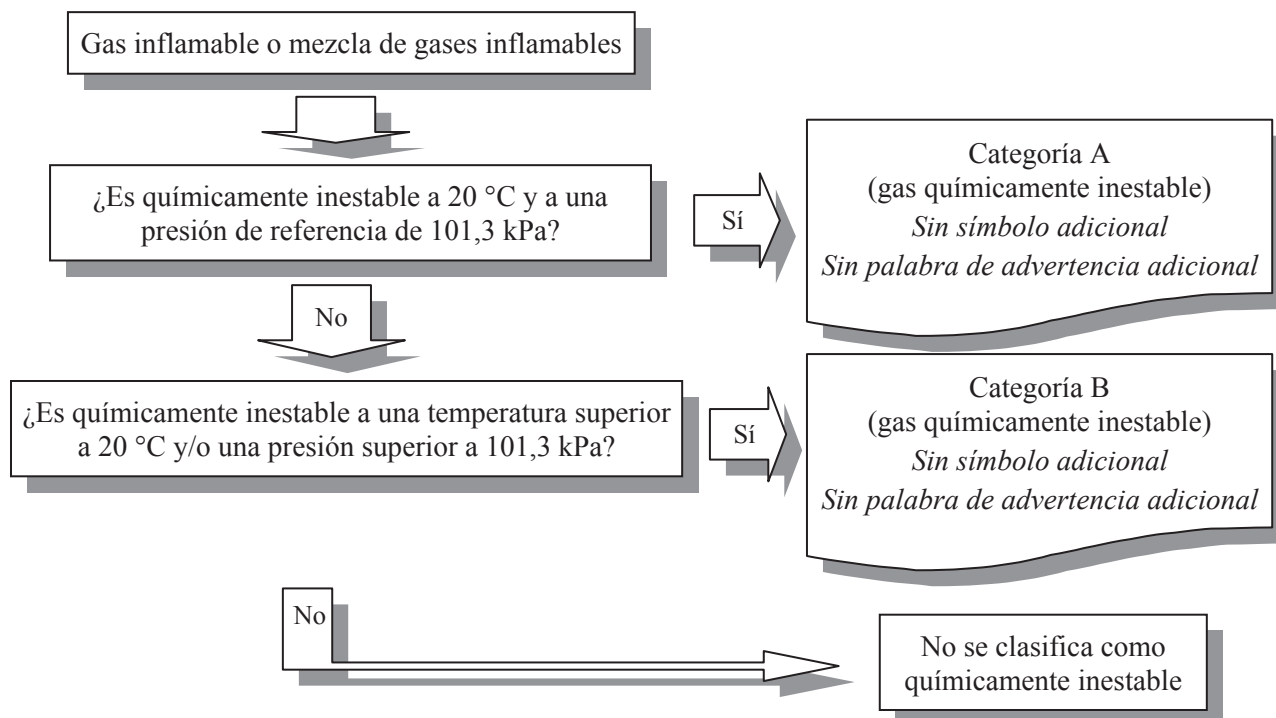 Gas inflamable o mezcla de gases inflamables
¿Es químicamente inestable a 20 °C y a una
presión de referencia de 101,3 kPa?
Sí
Categoría A
(gas químicamente inestable)
Sin símbolo adicional
Sin palabra de advertencia adicional
No
¿Es químicamente inestable a una temperatura superior
a 20 °C y/o una presión superior a 101,3 kPa?
Sí
Categoría B
(gas químicamente inestable)
Sin símbolo adicional
Sin palabra de advertencia adicional
No
No se clasifica como
químicamente inestable